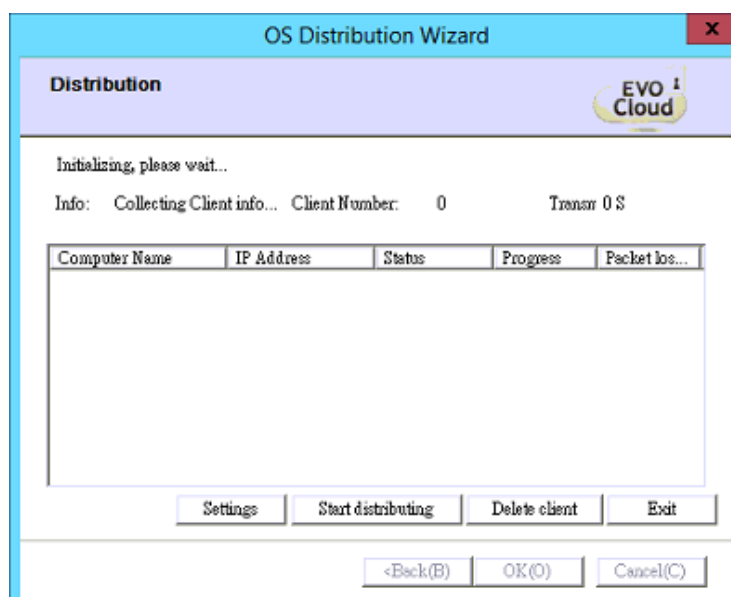 OS Distribution Wizard
x
Distribution
EVO
Cloud
Initializing, please wait...
Info: Collecting Client info... Client Number: 0 Transm 0 S
Computer Name IP Address Status Progress Packet los...
Settings Start distributing Delete client Exit
<Back(B) OK(O) Cancel(C)